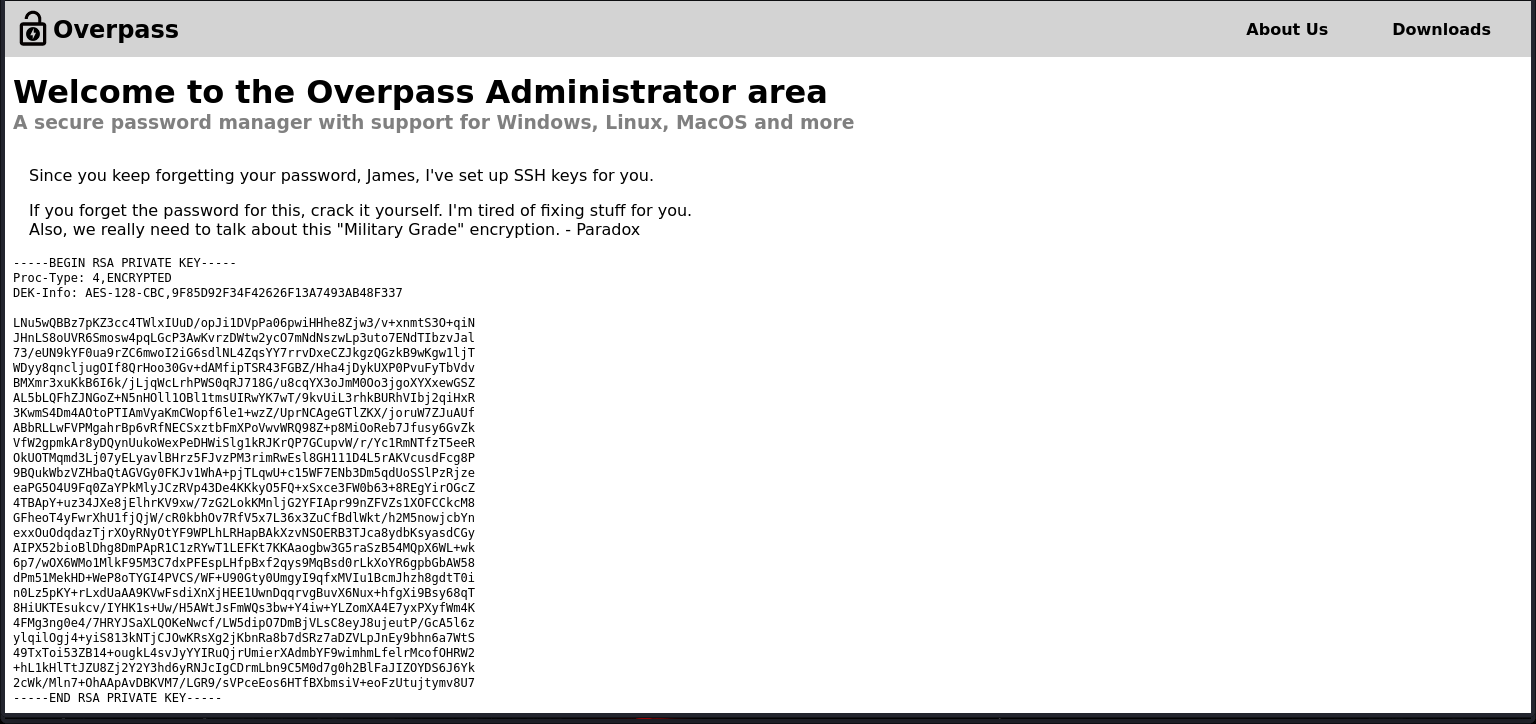 Overpass
About Us
Downloads
Welcome to the Overpass Administrator area
A secure password manager with support for Windows, Linux, MacOS and more
Since you keep forgetting your password, James, I've set up SSH keys for you.
If you forget the password for this, crack it yourself. I'm tired of fixing stuff for you.
Also, we really need to talk about this "Military Grade" encryption. - Paradox
-----BEGIN RSA PRIVATE KEY-----
Proc-Type: 4,ENCRYPTED
DEK-Info: AES-128-CBC,9F85D92F34F42626F13A7493AB48F337

LNu5wQBBz7pKZ3cc4TWlxIUuD/opJi1DVpPa06pwiHHhe8Zjw3/v+xnmtS3O+qiN
JHnLS8oUVR6Smosw4pqLGcP3AwKvrzDWtw2ycO7mNdNszwLp3uto7ENdTIbzvJal
73/eUN9kYF0ua9rZC6mwoI2iG6sdlNL4ZqsYY7rrvDxeCZJkgzQGzkB9wKgw1ljT
WDyy8qncljugOIf8QrHoo30Gv+dAMfipTSR43FGBZ/Hha4jDykUXP0PvuFyTbVdv
BMXmr3xuKkB6I6k/jLjqWcLrhPWS0qRJ718G/u8cqYX3oJmM0Oo3jgoXYXxewGSZ
AL5bLQFhZJNGoZ+N5nHOll1OBl1tmsUIRwYK7wT/9kvUiL3rhkBURhVIbj2qiHxR
3KwmS4Dm4AOtoPTIAmVyaKmCWopf6le1+wzZ/UprNCAgeGTlZKX/joruW7ZJuAUf
ABbRLLwFVPMgahrBp6vRfNECSxztbFmXPoVwvWRQ98Z+p8MiOoReb7Jfusy6GvZk
VfW2gpmkAr8yDQynUukoWexPeDHWiSlg1kRJKrQP7GCupvW/r/Yc1RmNTfzT5eeR
OkUOTMqmd3Lj07yELyavlBHrz5FJvzPM3rimRwEsl8GH111D4L5rAKVcusdFcg8P
9BQukWbzVZHbaQtAGVGy0FKJv1WhA+pjTLqwU+c15WF7ENb3Dm5qdUoSSlPzRjze
eaPG5O4U9Fq0ZaYPkMlyJCzRVp43De4KKkyO5FQ+xSxce3FW0b63+8REgYirOGcZ
4TBApY+uz34JXe8jElhrKV9xw/7zG2LokKMnljG2YFIApr99nZFVZs1XOFCCkcM8
GFheoT4yFwrXhU1fjQjW/cR0kbhOv7RfV5x7L36x3ZuCfBdlWkt/h2M5nowjcbYn
exxOuOdqdazTjrXOyRNyOtYF9WPLhLRHapBAkXzvNSOERB3TJca8ydbKsyasdCGy
AIPX52bioBlDhg8DmPApR1C1zRYwT1LEFKt7KKAaogbw3G5raSzB54MQpX6WL+wk
6p7/wOX6WMo1MlkF95M3C7dxPFEspLHfpBxf2qys9MqBsd0rLkXoYR6gpbGbAW58
dPm51MekHD+WeP8oTYGI4PVCS/WF+U90Gty0UmgyI9qfxMVIu1BcmJhzh8gdtT0i
n0Lz5pKY+rLxdUaAA9KVwFsdiXnXjHEE1UwnDqqrvgBuvX6Nux+hfgXi9Bsy68qT
8HiUKTEsukcv/IYHK1s+Uw/H5AWtJsFmWQs3bw+Y4iw+YLZomXA4E7yxPXyfWm4K
4FMg3ng0e4/7HRYJSaXLQOKeNwcf/LW5dipO7DmBjVLsC8eyJ8ujeutP/GcA5l6z
ylqilOgj4+yiS813kNTjCJOwKRsXg2jKbnRa8b7dSRz7aDZVLpJnEy9bhn6a7WtS
49TxToi53ZB14+ougkL4svJyYYIRuQjrUmierXAdmbYF9wimhmLfelrMcofOHRW2
+hL1kHlTtJZU8Zj2Y2Y3hd6yRNJcIgCDrmLbn9C5M0d7g0h2BlFaJIZOYDS6J6Yk
2cWk/Mln7+OhAApAvDBKVM7/LGR9/sVPceEos6HTfBXbmsiV+eoFzUtujtymv8U7
-----END RSA PRIVATE KEY-----